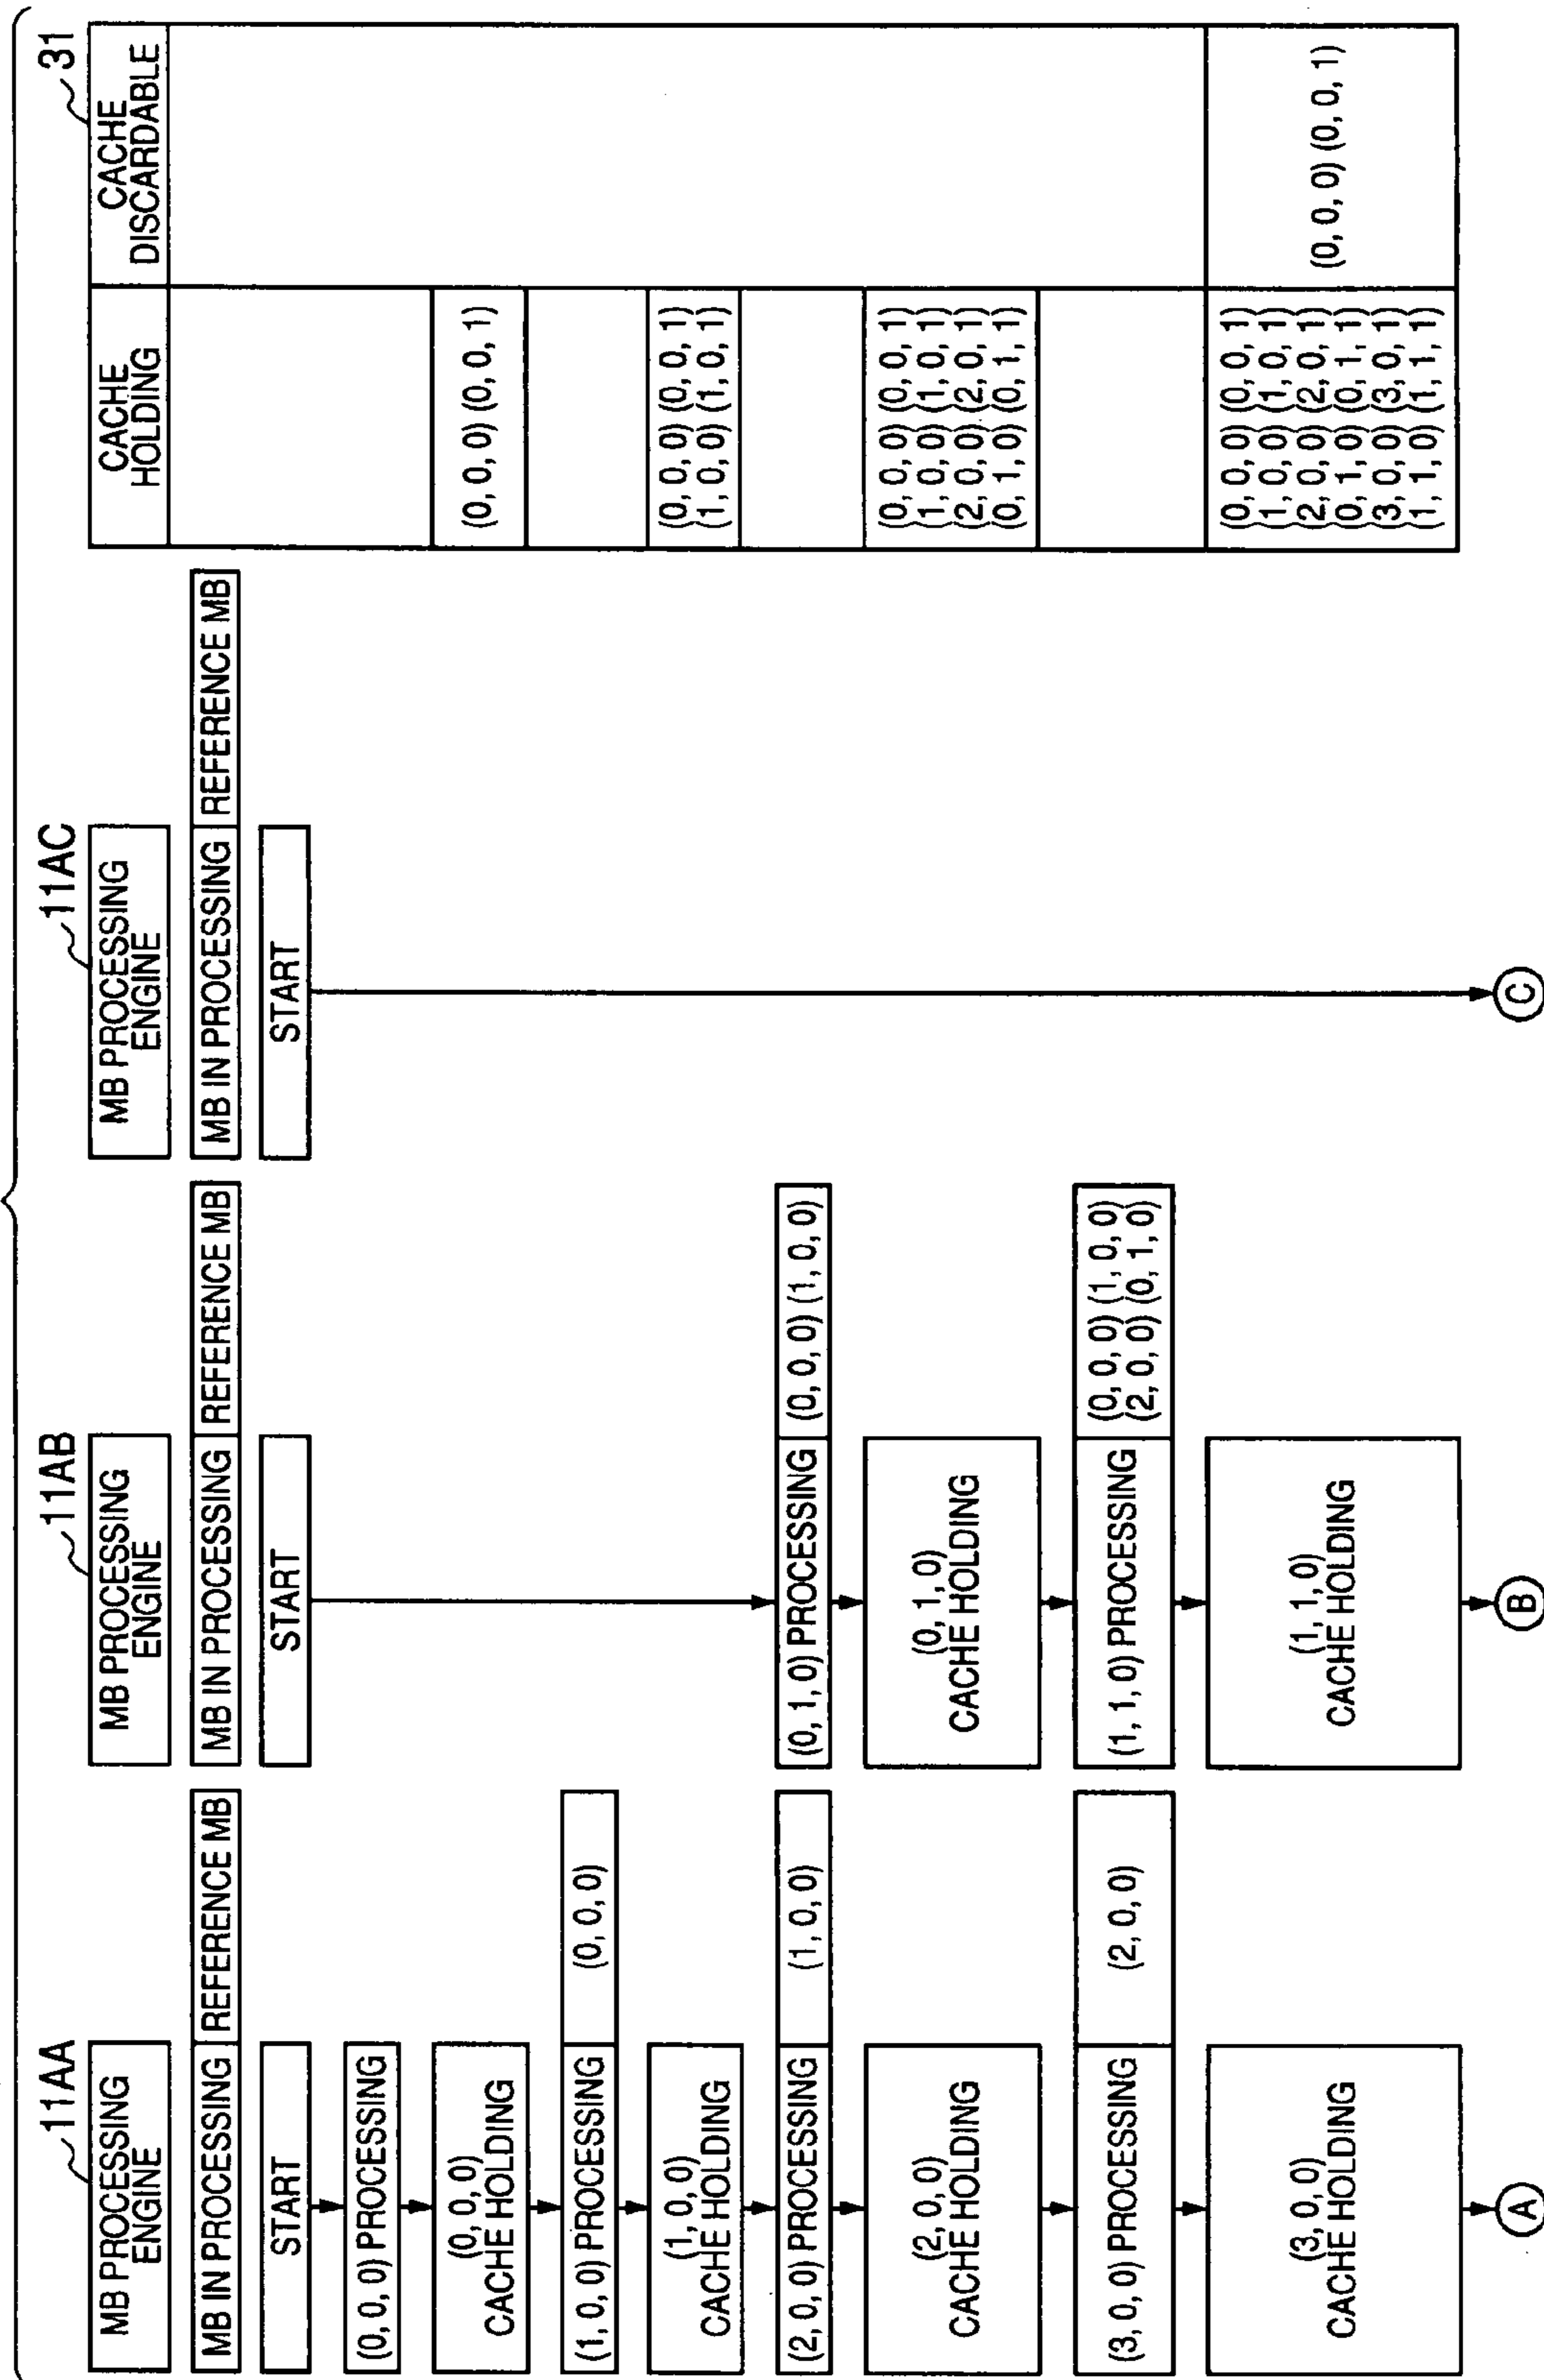 11AA
MB PROCESSING
ENGINE
MB IN PROCESSING
REFERENCE MB
START
(0, 0, 0) PROCESSING
(0, 0, 0)
CACHE HOLDING
(1, 0, 0) PROCESSING
(0, 0, 0)
(1, 0, 0)
CACHE HOLDING
(2, 0, 0) PROCESSING
(1, 0, 0)
(2, 0, 0)
CACHE HOLDING
(3, 0, 0) PROCESSING
(2, 0, 0)
(3, 0, 0)
CACHE HOLDING
A
11AB
MB PROCESSING
ENGINE
MB IN PROCESSING
REFERENCE MB
START
(0, 1, 0) PROCESSING
(0, 0, 0) (1, 0, 0)
(0, 1, 0)
CACHE HOLDING
(1, 1, 0) PROCESSING
(0, 0, 0) (1, 0, 0)
(2, 0, 0) (0, 1, 0)
(1, 1, 0)
CACHE HOLDING
B
11AC
MB PROCESSING
ENGINE
MB IN PROCESSING
REFERENCE MB
START
C
31
CACHE
HOLDING
CACHE
DISCARDABLE
(0, 0, 0) (0, 0, 1)
(0, 0, 0) (0, 0, 1)
(1, 0, 0) (1, 0, 1)
(0, 0, 0) (0, 0, 1)
(1, 0, 0) (1, 0, 1)
(2, 0, 0) (2, 0, 1)
(0, 1, 0) (0, 1, 1)
(0, 0, 0) (0, 0, 1)
(1, 0, 0) (1, 0, 1)
(2, 0, 0) (2, 0, 1)
(0, 1, 0) (0, 1, 1)
(3, 0, 0) (3, 0, 1)
(1, 1, 0) (1, 1, 1)
(0, 0, 0) (0, 0, 1)